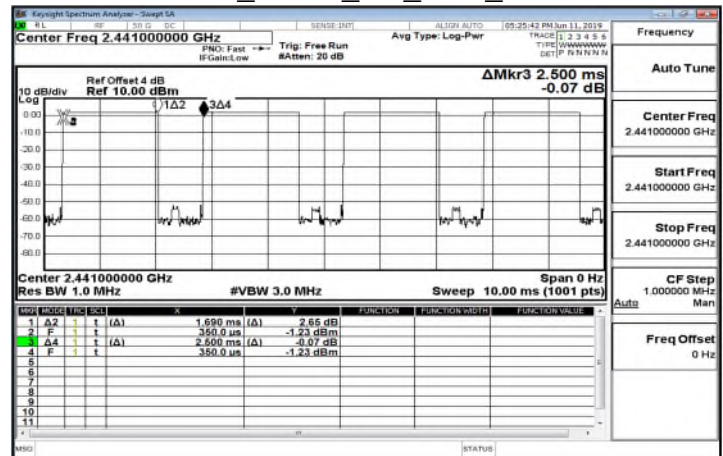 Keysight Spectrum Analyzer - Swept SA
RL RF 50 Ω DC SENSE:INT ALIGN AUTO 05:25:42 PM Jun 11, 2019
Center Freq 2.441000000 GHz
PNO: Fast
IFGain:Low
Trig: Free Run
#Atten: 20 dB
Avg Type: Log-Pwr
TRACE 1 2 3 4 5 6
TYPE WWWWWW
DET P N N N N N
ΔMkr3 2.500 ms
-0.07 dB
Ref Offset 4 dB
10 dB/div Ref 10.00 dBm
Log
1Δ2
3Δ4
0.00
-10.0
-20.0
-30.0
-40.0
-50.0
-60.0
-70.0
-80.0
Center 2.441000000 GHz Span 0 Hz
Res BW 1.0 MHz #VBW 3.0 MHz Sweep 10.00 ms (1001 pts)
MKR MODE TRC SCL X Y FUNCTION FUNCTION WIDTH FUNCTION VALUE
1 Δ2 1 t (Δ) 1.690 ms (Δ) 2.65 dB
2 F 1 t 350.0 µs -1.23 dBm
3 Δ4 1 t (Δ) 2.500 ms (Δ) -0.07 dB
4 F 1 t 350.0 µs -1.23 dBm
5
6
7
8
9
10
11
MSG STATUS
Frequency
Auto Tune
Center Freq
2.441000000 GHz
Start Freq
2.441000000 GHz
Stop Freq
2.441000000 GHz
CF Step
1.000000 MHz
Auto Man
Freq Offset
0 Hz